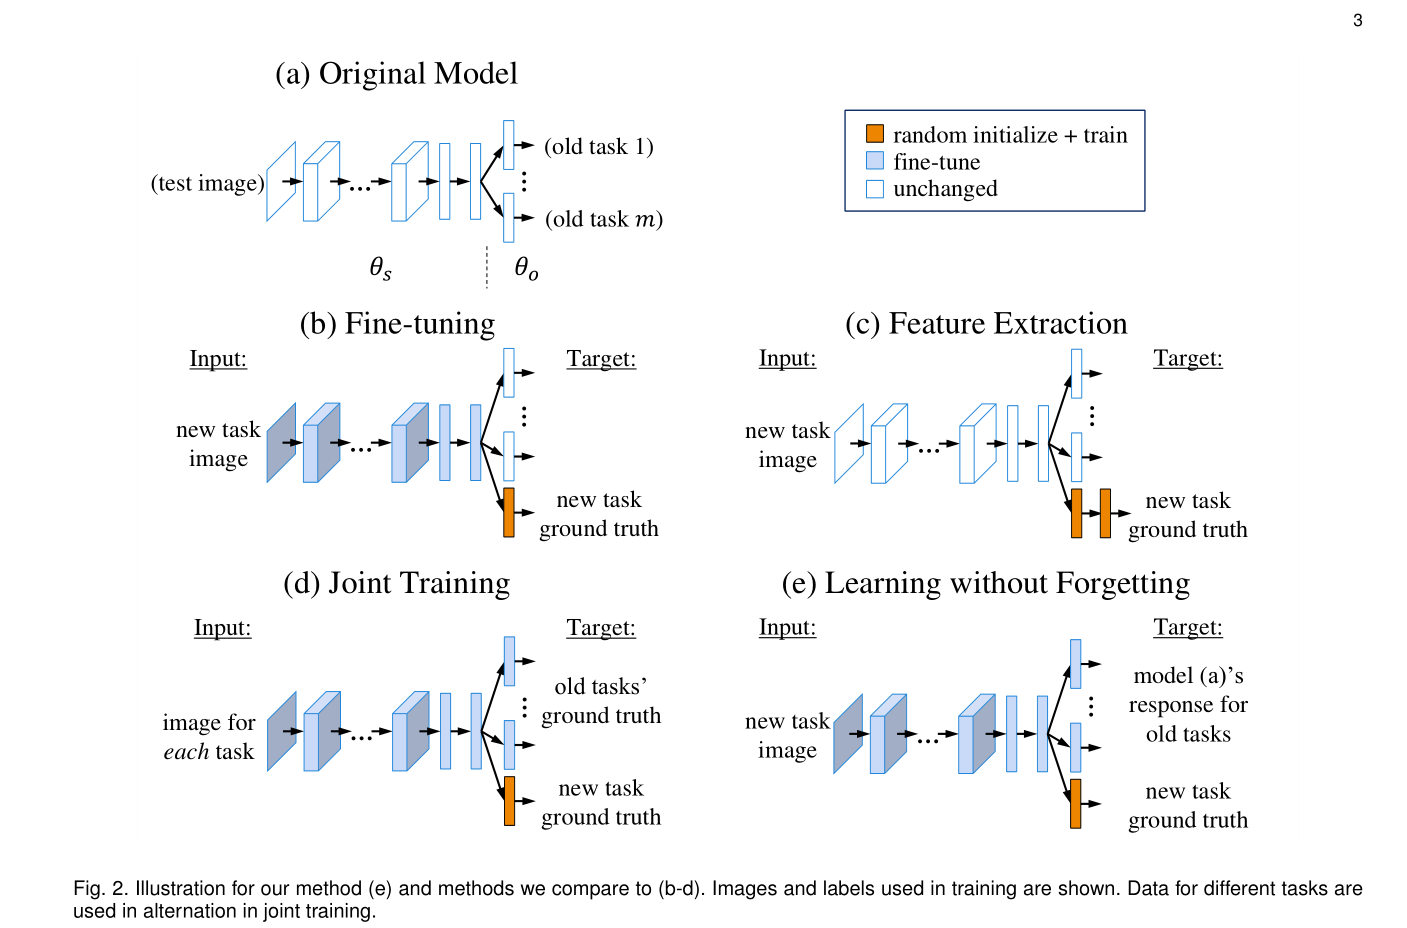 3
(a) Original Model
(test image)
...
(old task 1)
(old task m)
θs
θo
random initialize + train
fine-tune
unchanged
(b) Fine-tuning
Input:
Target:
new task
image
...
new task
ground truth
(c) Feature Extraction
Input:
Target:
new task
image
...
new task
ground truth
(d) Joint Training
Input:
Target:
image for
each task
...
old tasks’
ground truth
new task
ground truth
(e) Learning without Forgetting
Input:
Target:
new task
image
...
model (a)’s
response for
old tasks
new task
ground truth
Fig. 2. Illustration for our method (e) and methods we compare to (b-d). Images and labels used in training are shown. Data for different tasks are
used in alternation in joint training.